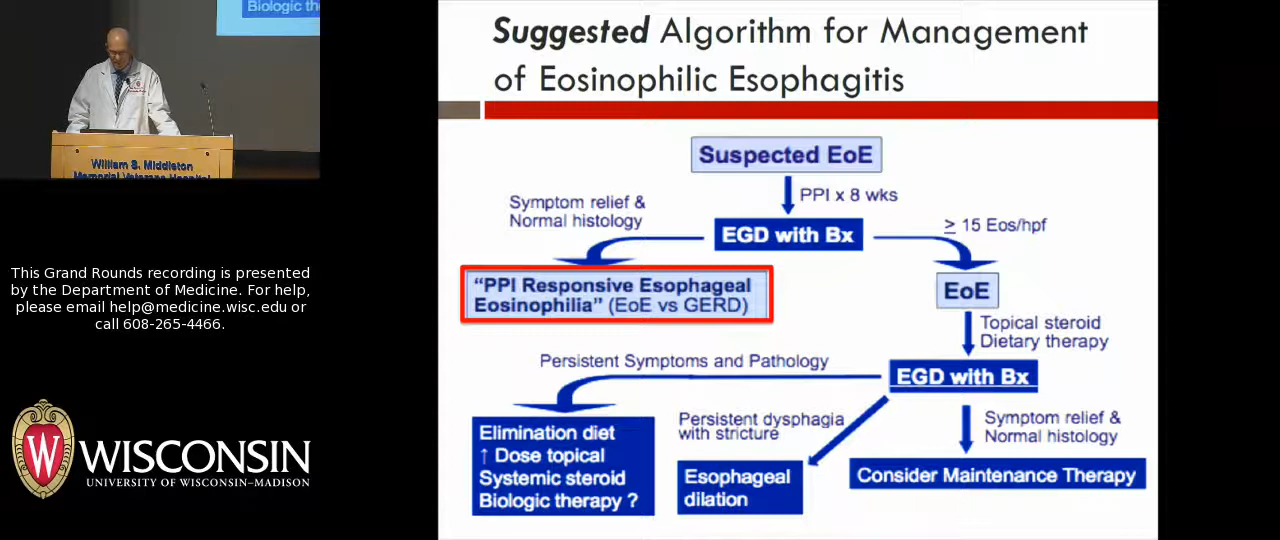 Biologic the
William S. Middleton
Memorial Veterans Hospital
This Grand Rounds recording is presented
by the Department of Medicine. For help,
please email help@medicine.wisc.edu or
call 608-265-4466.
W
WISCONSIN
UNIVERSITY OF WISCONSIN–MADISON
Suggested Algorithm for Management
of Eosinophilic Esophagitis
Suspected EoE
PPI x 8 wks
Symptom relief &
Normal histology
EGD with Bx
≥ 15 Eos/hpf
“PPI Responsive Esophageal
Eosinophilia” (EoE vs GERD)
EoE
Topical steroid
Dietary therapy
Persistent Symptoms and Pathology
EGD with Bx
Elimination diet
↑ Dose topical
Systemic steroid
Biologic therapy ?
Persistent dysphagia
with stricture
Esophageal
dilation
Symptom relief &
Normal histology
Consider Maintenance Therapy